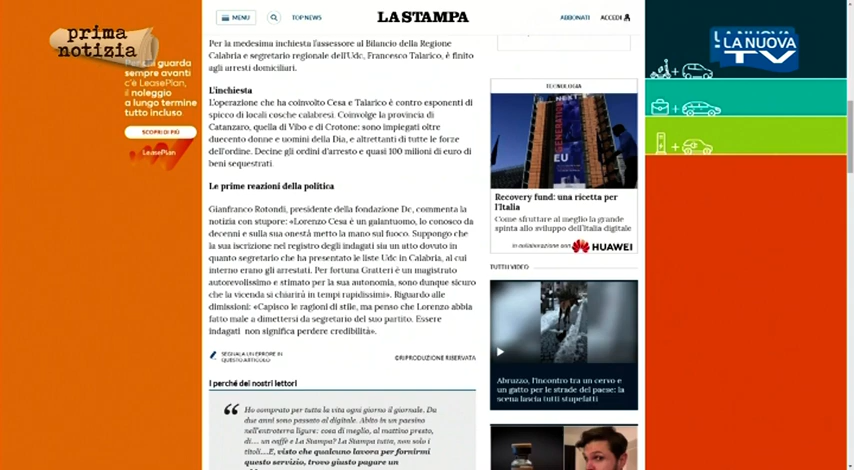 prima
notizia
Per chi guarda
sempre avanti
c'è LeasePlan,
il noleggio
a lungo termine
tutto incluso
SCOPRI DI PIÙ
LeasePlan
MENU
TOP NEWS
LA STAMPA
ABBONATI
ACCEDI
LA NUOVA
TV
Per la medesima inchiesta l'assessore al Bilancio della Regione
Calabria e segretario regionale dell'Udc, Francesco Talarico, è finito
agli arresti domiciliari.
L'inchiesta
L'operazione che ha coinvolto Cesa e Talarico è contro esponenti di
spicco di locali cosche calabresi. Coinvolge la provincia di
Catanzaro, quella di Vibo e di Crotone: sono impiegati oltre
duecento donne e uomini della Dia, e altrettanti di tutte le forze
dell'ordine. Decine gli ordini d'arresto e quasi 100 milioni di euro di
beni sequestrati.
Le prime reazioni della politica
Gianfranco Rotondi, presidente della fondazione Dc, commenta la
notizia con stupore: «Lorenzo Cesa è un galantuomo, lo conosco da
decenni e sulla sua onestà metto la mano sul fuoco. Suppongo che
la sua iscrizione nel registro degli indagati sia un atto dovuto in
quanto segretario che ha presentato le liste Udc in Calabria, al cui
interno erano gli arrestati. Per fortuna Gratteri è un magistrato
autorevolissimo e stimato per la sua autonomia, sono dunque sicuro
che la vicenda si chiarirà in tempi rapidissimi». Riguardo alle
dimissioni: «Capisco le ragioni di stile, ma penso che Lorenzo abbia
fatto male a dimettersi da segretario del suo partito. Essere
indagati non significa perdere credibilità».
SEGNALA UN ERRORE IN
QUESTO ARTICOLO
©RIPRODUZIONE RISERVATA
I perché dei nostri lettori
“ Ho comprato per tutta la vita ogni giorno il giornale. Da
due anni sono passato al digitale. Abito in un paesino
nell'entroterra ligure: cosa di meglio, al mattino presto,
di... un caffè e La Stampa? La Stampa tutta, non solo i
titoli....E, visto che qualcuno lavora per fornirmi
questo servizio, trovo giusto pagare un
TECNOLOGIA
NEXT
GENERATION
EU
Recovery fund: una ricetta per
l'Italia
Come sfruttare al meglio la grande
spinta allo sviluppo dell'Italia digitale
in collaborazione con HUAWEI
TUTTI I VIDEO
Abruzzo, l'incontro tra un cervo e
un gatto per le strade del paese: la
scena lascia tutti stupefatti